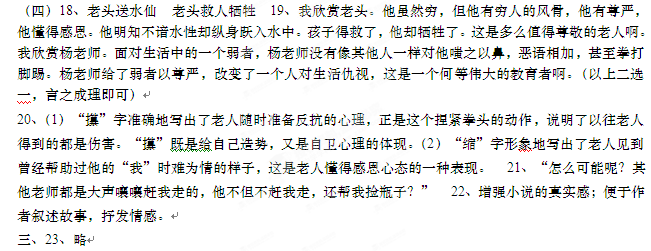 （四）18、老头送水仙　老头救人牺牲　19、我欣赏老头。他虽然穷，但他有穷人的风骨，他有尊严，
他懂得感恩。他明知不谙水性却纵身跃入水中。孩子得救了，他却牺牲了。这是多么值得尊敬的老人啊。
我欣赏杨老师。面对生活中的一个弱者，杨老师没有像其他人一样对他嗤之以鼻，恶语相加，甚至拳打
脚踢。杨老师给了弱者以尊严，改变了一个人对生活仇视，这是一个何等伟大的教育者啊。（以上二选
一，言之成理即可）
20、（1）“攥”字准确地写出了老人随时准备反抗的心理，正是这个捏紧拳头的动作，说明了以往老人
得到的都是伤害。“攥”既是给自己造势，又是自卫心理的体现。（2）“缩”字形象地写出了老人见到
曾经帮助过他的“我”时难为情的样子，这是老人懂得感恩心态的一种表现。　21、“怎么可能呢？其
他老师都是大声嚷嚷赶我走的，他不但不赶我走，还帮我捡瓶子？”　22、增强小说的真实感；便于作
者叙述故事，抒发情感。
三、23、略